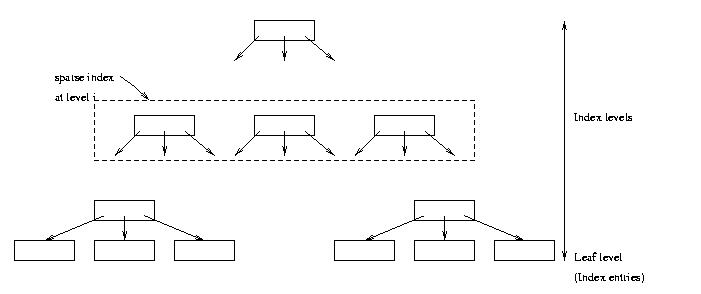 sparse index
at level i
Index levels
Leaf level
(Index entries)